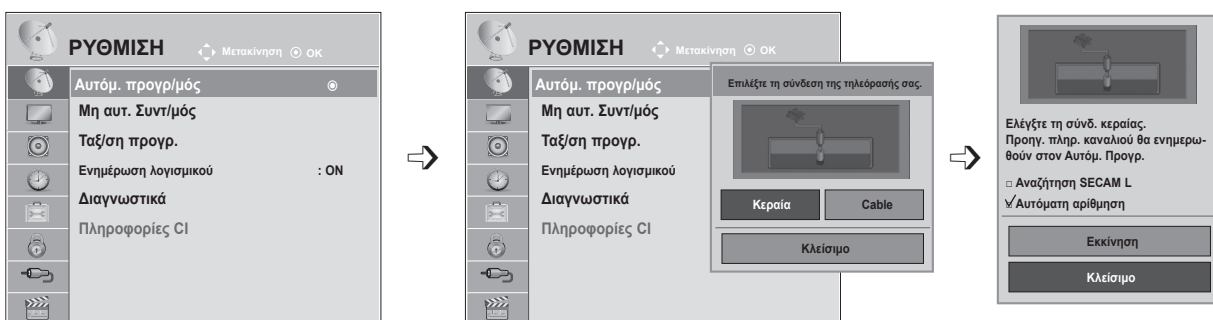 ΡΥΘΜΙΣΗ Μετακίνηση OK
Αυτόμ. προγρ/μός
Μη αυτ. Συντ/μός
Ταξ/ση προγρ.
Ενημέρωση λογισμικού : ON
Διαγνωστικά
Πληροφορίες CI
ΡΥΘΜΙΣΗ Μετακίνηση OK
Αυτόμ. προγρ/μός
Μη αυτ. Συντ/μός
Ταξ/ση προγρ.
Ενημέρωση λογισμικού
Διαγνωστικά
Πληροφορίες CI
Επιλέξτε τη σύνδεση της τηλεόρασής σας.
Κεραία Cable
Κλείσιμο
Ελέγξτε τη σύνδ. κεραίας.
Προηγ. πληρ. καναλιού θα ενημερω-
θούν στον Αυτόμ. Προγρ.
□ Αναζήτηση SECAM L
Αυτόματη αρίθμηση
Εκκίνηση
Κλείσιμο